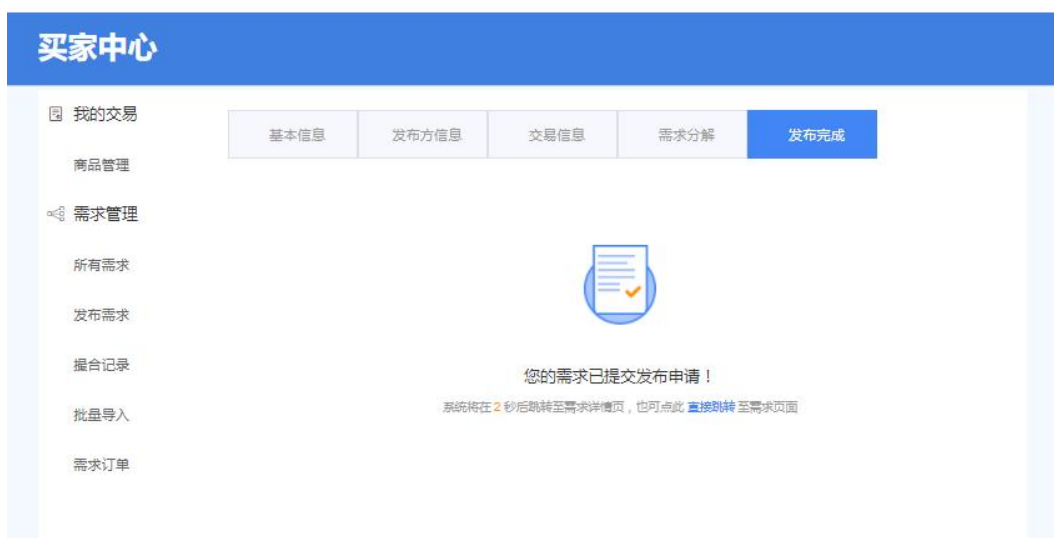 买家中心
我的交易
商品管理
需求管理
所有需求
发布需求
撮合记录
批量导入
需求订单
基本信息 发布方信息 交易信息 需求分解 发布完成
您的需求已提交发布申请！
系统将在 2 秒后跳转至需求详情页，也可点此 直接跳转 至需求页面